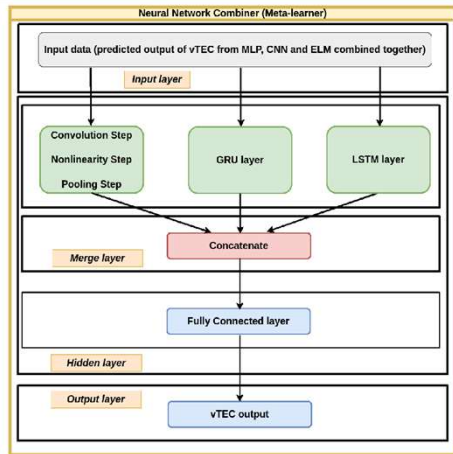 Neural Network Combiner (Meta-learner)
Input data (predicted output of vTEC from MLP, CNN and ELM combined together)
Input layer
Convolution Step
Nonlinearity Step
Pooling Step
GRU layer
LSTM layer
Concatenate
Merge layer
Fully Connected layer
Hidden layer
Output layer
vTEC output